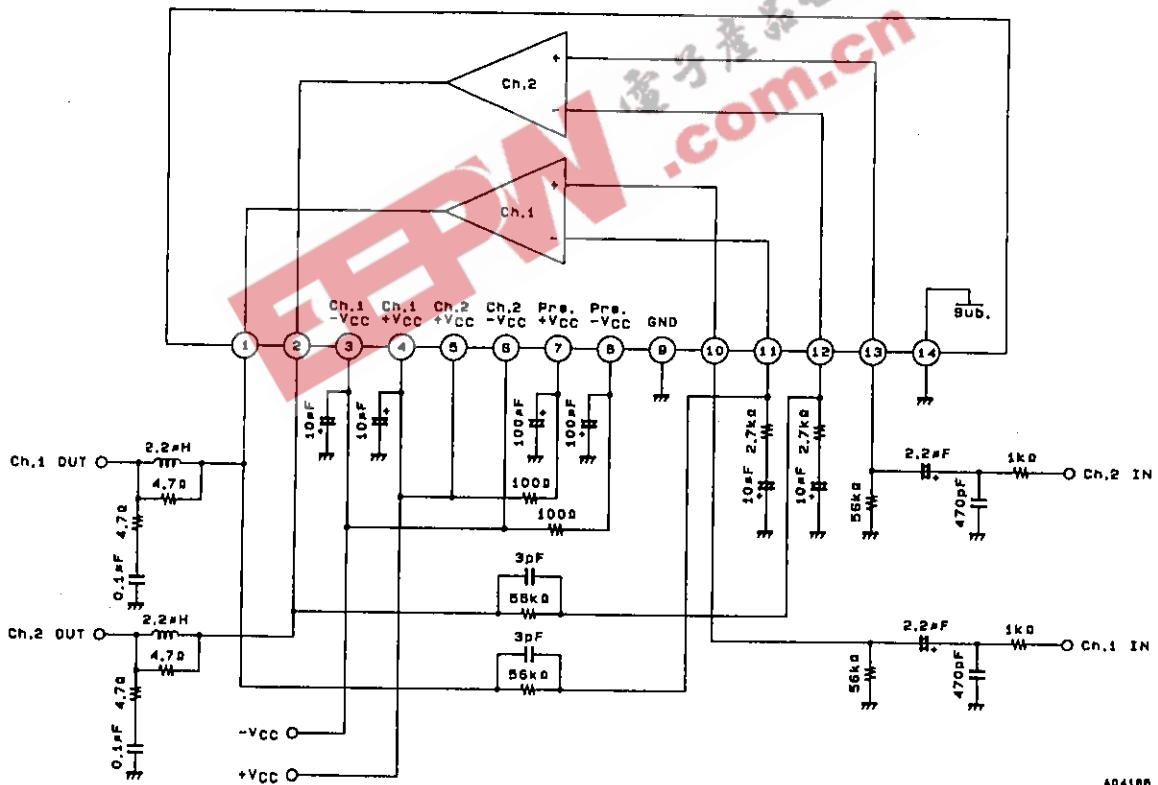 電子產品
.com.cn
EEPW
Ch.2
+
-
Ch.1
+
-
Ch.1 -VCC
Ch.1 +VCC
Ch.2 +VCC
Ch.2 -VCC
Pre. +VCC
Pre. -VCC
GND
Sub.
1 2 3 4 5 6 7 8 9 10 11 12 13 14
10µF
10µF
100µF
100µF
2.7kΩ
2.7kΩ
10µF
10µF
100Ω
100Ω
Ch.1 OUT
2.2µH
4.7Ω
4.7Ω
0.1µF
Ch.2 OUT
2.2µH
4.7Ω
4.7Ω
0.1µF
3pF
56kΩ
3pF
56kΩ
2.2µF
1kΩ
Ch.2 IN
56kΩ
470pF
2.2µF
1kΩ
Ch.1 IN
56kΩ
470pF
-VCC
+VCC
A04186